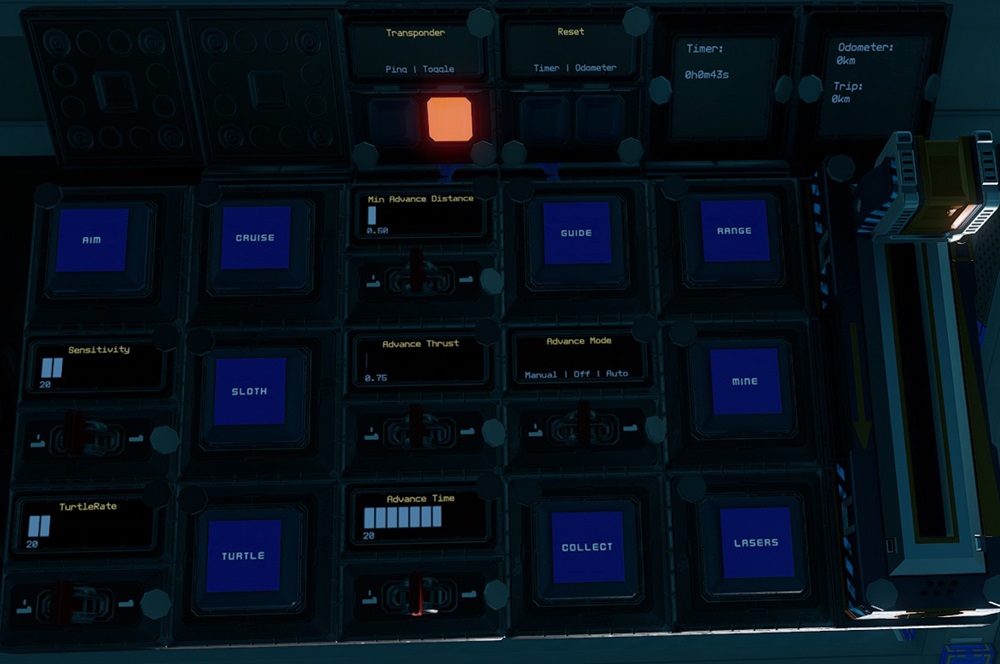 Transponder
Ping | Toggle
Reset
Timer | Odometer
Timer:
0h0m43s
Odometer:
0km
Trip:
0km
AIM
CRUISE
Min Advance Distance
0.50
GUIDE
RANGE
Sensitivity
20
SLOTH
Advance Thrust
0.75
Advance Mode
Manual | Off | Auto
MINE
TurtleRate
20
TURTLE
Advance Time
20
COLLECT
LASERS